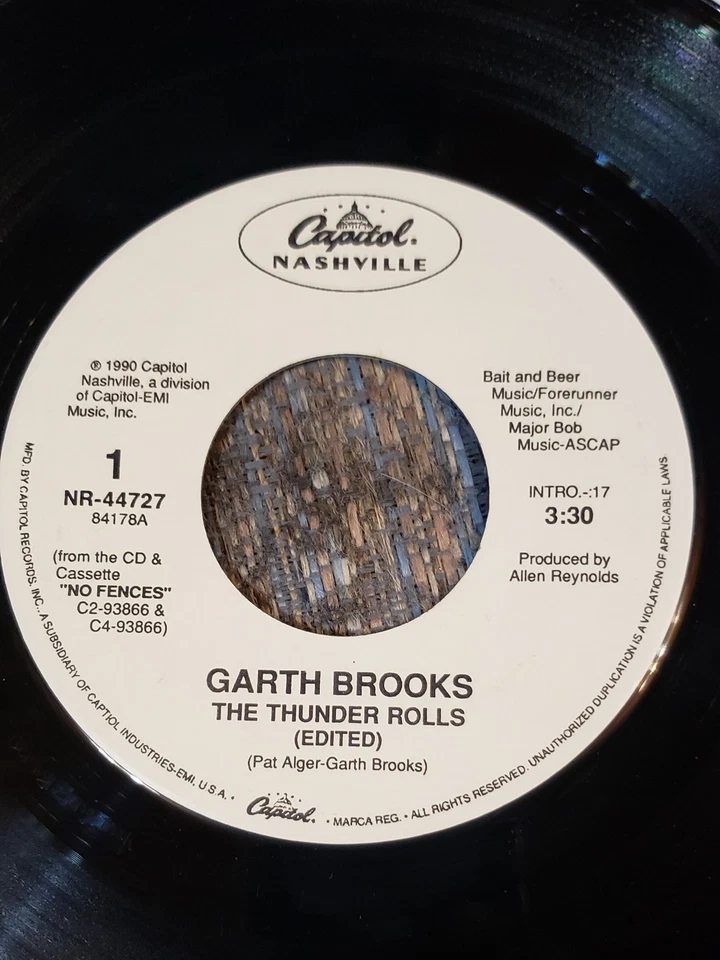 Capitol®
NASHVILLE
℗ 1990 Capitol
Nashville, a division
of Capitol-EMI
Music, Inc.
1
NR-44727
84178A
(from the CD &
Cassette
"NO FENCES"
C2-93866 &
C4-93866)
Bait and Beer
Music/Forerunner
Music, Inc./
Major Bob
Music-ASCAP
INTRO.-:17
3:30
Produced by
Allen Reynolds
GARTH BROOKS
THE THUNDER ROLLS
(EDITED)
(Pat Alger-Garth Brooks)
MFD. BY CAPITOL RECORDS, INC., A SUBSIDIARY OF CAPTIOL INDUSTRIES-EMI, U.S.A. • Capitol® • MARCA REG. • ALL RIGHTS RESERVED. UNAUTHORIZED DUPLICATION IS A VIOLATION OF APPLICABLE LAWS